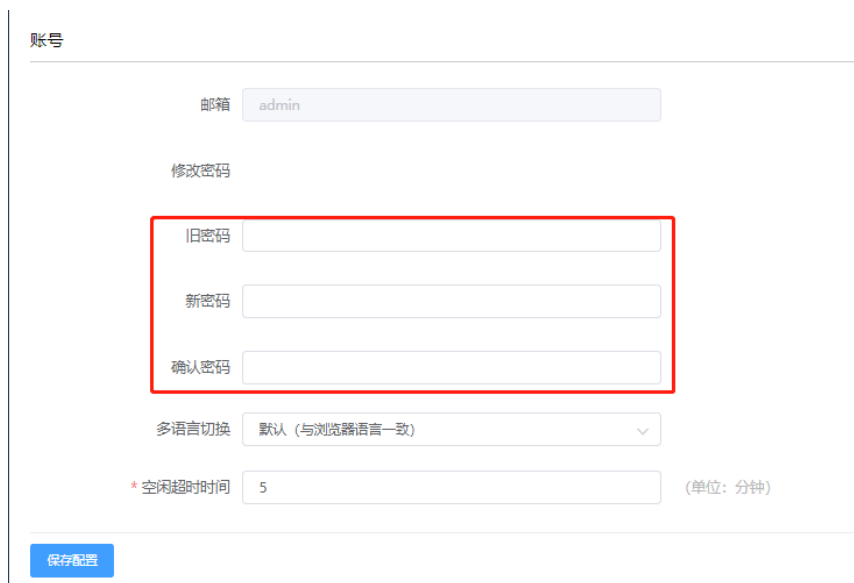 账号
邮箱 admin
修改密码
旧密码
新密码
确认密码
多语言切换 默认（与浏览器语言一致）
* 空闲超时时间 5 （单位：分钟）
保存配置